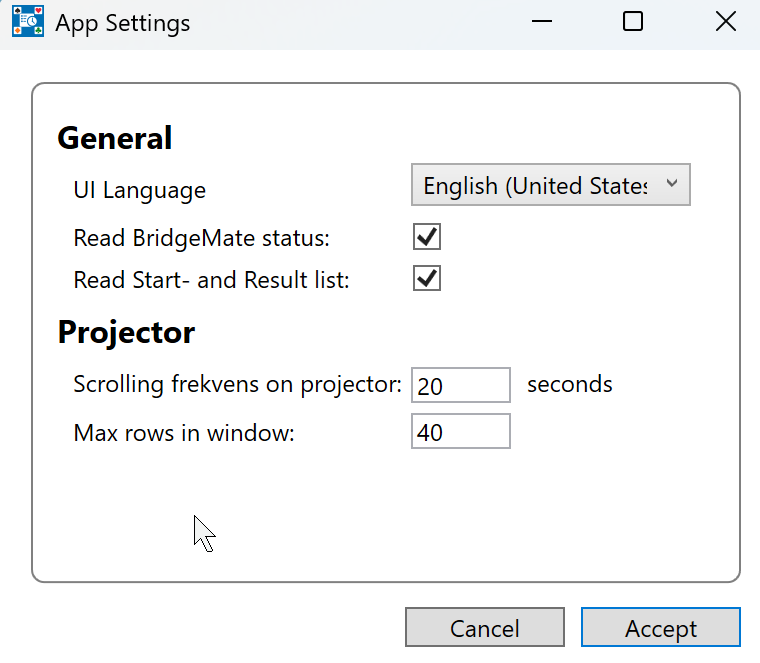 App Settings
General
UI Language English (United States
Read BridgeMate status:
Read Start- and Result list:
Projector
Scrolling frekvens on projector: 20 seconds
Max rows in window: 40
Cancel Accept